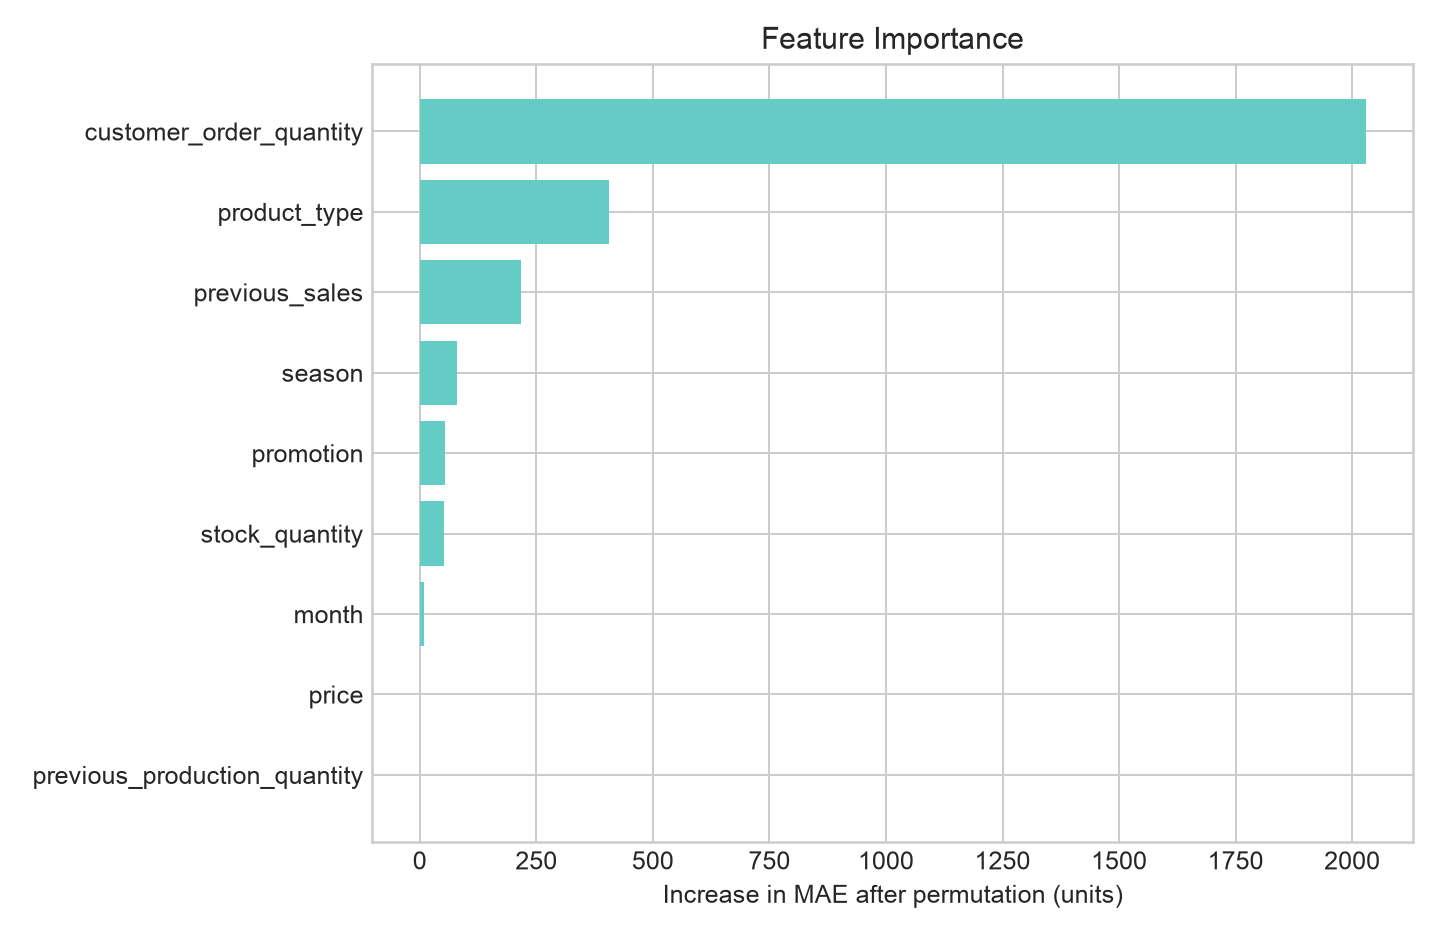 Feature Importance
customer_order_quantity
product_type
previous_sales
season
promotion
stock_quantity
month
price
previous_production_quantity
0 250 500 750 1000 1250 1500 1750 2000
Increase in MAE after permutation (units)